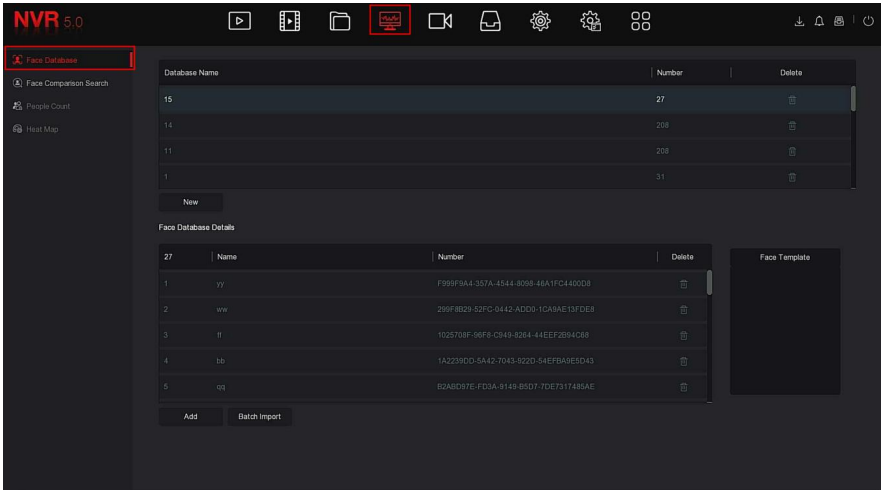 NVR 5.0
Face Database
Face Comparison Search
People Count
Heat Map
Database Name Number Delete
15 27
14 208
11 208
1 31
New
Face Database Details
27 Name Number Delete
1 yy F999F9A4-357A-4544-8098-46A1FC4400D8
2 ww 299F8B29-52FC-0442-ADD0-1CA9AE13FDE8
3 ff 1025708F-96F8-C949-8264-44EEF2B94C68
4 bb 1A2239DD-5A42-7043-922D-54EFBA9E5D43
5 qq B2A6D97E-FD3A-9149-B5D7-7DE7317485AE
Add Batch Import
Face Template